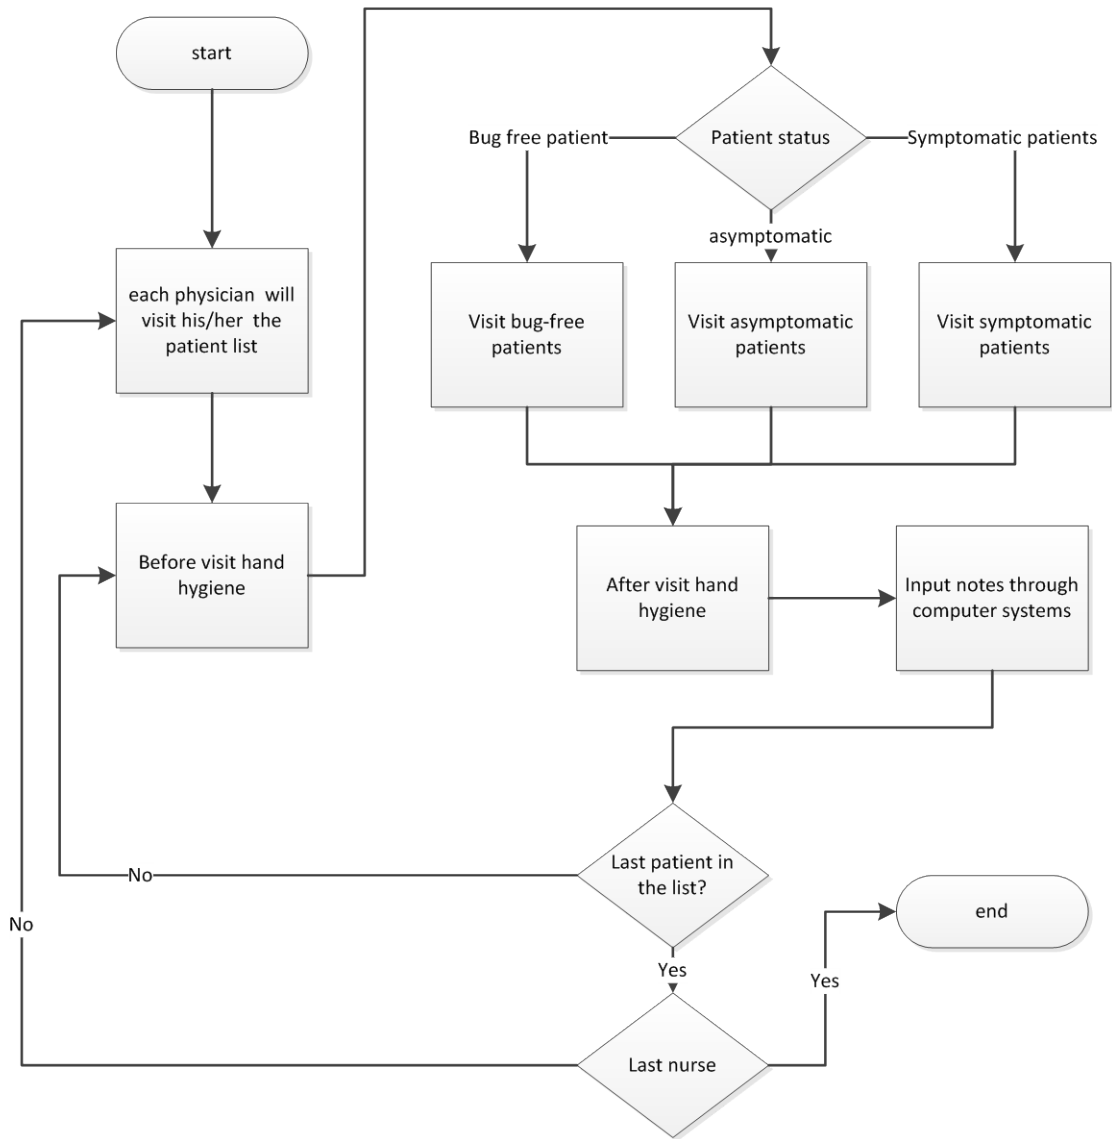 start
Bug free patient
Patient status
Symptomatic patients
asymptomatic
each physician will
visit his/her the
patient list
Visit bug-free
patients
Visit asymptomatic
patients
Visit symptomatic
patients
Before visit hand
hygiene
After visit hand
hygiene
Input notes through
computer systems
Last patient in
the list?
No
end
No
Yes
Yes
Last nurse